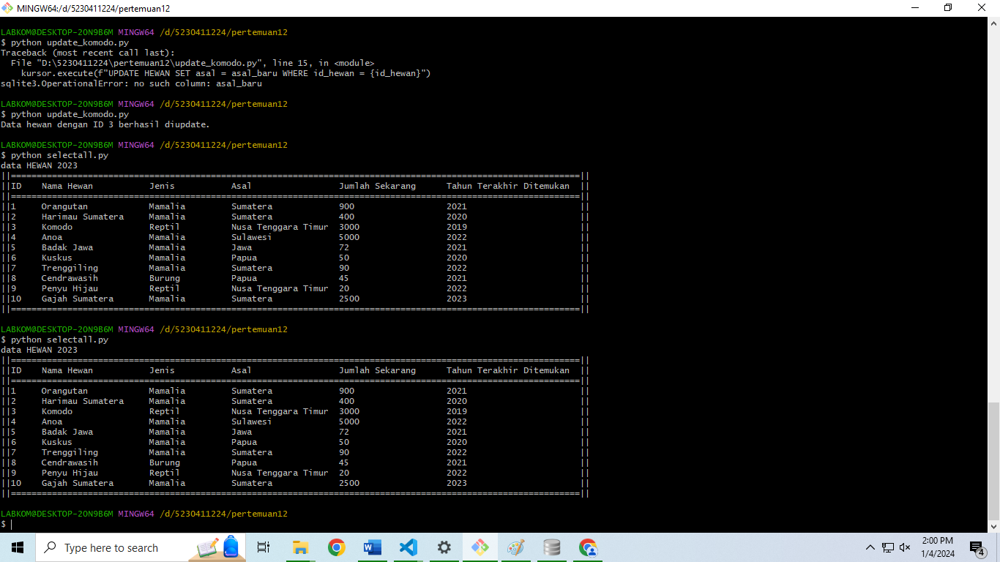 MINGW64:/d/5230411224/pertemuan12
LABKOM@DESKTOP-2ON9B6M MINGW64 /d/5230411224/pertemuan12
$ python update_komodo.py
Traceback (most recent call last):
  File "D:\5230411224\pertemuan12\update_komodo.py", line 15, in <module>
    kursor.execute(f"UPDATE HEWAN SET asal = asal_baru WHERE id_hewan = {id_hewan}")
sqlite3.OperationalError: no such column: asal_baru
LABKOM@DESKTOP-2ON9B6M MINGW64 /d/5230411224/pertemuan12
$ python update_komodo.py
Data hewan dengan ID 3 berhasil diupdate.
LABKOM@DESKTOP-2ON9B6M MINGW64 /d/5230411224/pertemuan12
$ python selectall.py
data HEWAN 2023
||===============================================================================================================||
||ID    Nama Hewan           Jenis           Asal                 Jumlah Sekarang      Tahun Terakhir Ditemukan  ||
||===============================================================================================================||
||1     Orangutan            Mamalia         Sumatera             900                  2021                      ||
||2     Harimau Sumatera     Mamalia         Sumatera             400                  2020                      ||
||3     Komodo               Reptil          Nusa Tenggara Timur  3000                 2019                      ||
||4     Anoa                 Mamalia         Sulawesi             5000                 2022                      ||
||5     Badak Jawa           Mamalia         Jawa                 72                   2021                      ||
||6     Kuskus               Mamalia         Papua                50                   2020                      ||
||7     Trenggiling          Mamalia         Sumatera             90                   2022                      ||
||8     Cendrawasih          Burung          Papua                45                   2021                      ||
||9     Penyu Hijau          Reptil          Nusa Tenggara Timur  20                   2022                      ||
||10    Gajah Sumatera       Mamalia         Sumatera             2500                 2023                      ||
||===============================================================================================================||
LABKOM@DESKTOP-2ON9B6M MINGW64 /d/5230411224/pertemuan12
$ python selectall.py
data HEWAN 2023
||===============================================================================================================||
||ID    Nama Hewan           Jenis           Asal                 Jumlah Sekarang      Tahun Terakhir Ditemukan  ||
||===============================================================================================================||
||1     Orangutan            Mamalia         Sumatera             900                  2021                      ||
||2     Harimau Sumatera     Mamalia         Sumatera             400                  2020                      ||
||3     Komodo               Reptil          Nusa Tenggara Timur  3000                 2019                      ||
||4     Anoa                 Mamalia         Sulawesi             5000                 2022                      ||
||5     Badak Jawa           Mamalia         Jawa                 72                   2021                      ||
||6     Kuskus               Mamalia         Papua                50                   2020                      ||
||7     Trenggiling          Mamalia         Sumatera             90                   2022                      ||
||8     Cendrawasih          Burung          Papua                45                   2021                      ||
||9     Penyu Hijau          Reptil          Nusa Tenggara Timur  20                   2022                      ||
||10    Gajah Sumatera       Mamalia         Sumatera             2500                 2023                      ||
||===============================================================================================================||
LABKOM@DESKTOP-2ON9B6M MINGW64 /d/5230411224/pertemuan12
$
Type here to search
2:00 PM
1/4/2024
4